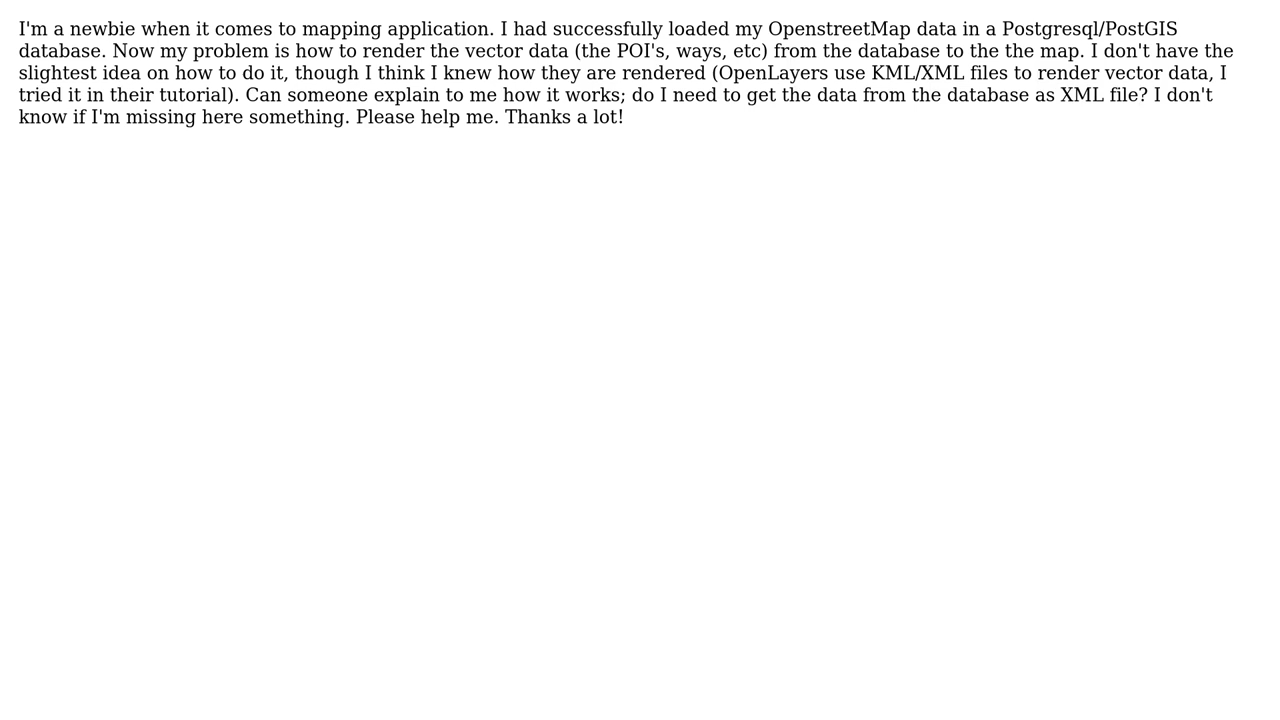 I'm a newbie when it comes to mapping application. I had successfully loaded my OpenstreetMap data in a Postgresql/PostGIS
database. Now my problem is how to render the vector data (the POI's, ways, etc) from the database to the the map. I don't have the
slightest idea on how to do it, though I think I knew how they are rendered (OpenLayers use KML/XML files to render vector data, I
tried it in their tutorial). Can someone explain to me how it works; do I need to get the data from the database as XML file? I don't
know if I'm missing here something. Please help me. Thanks a lot!